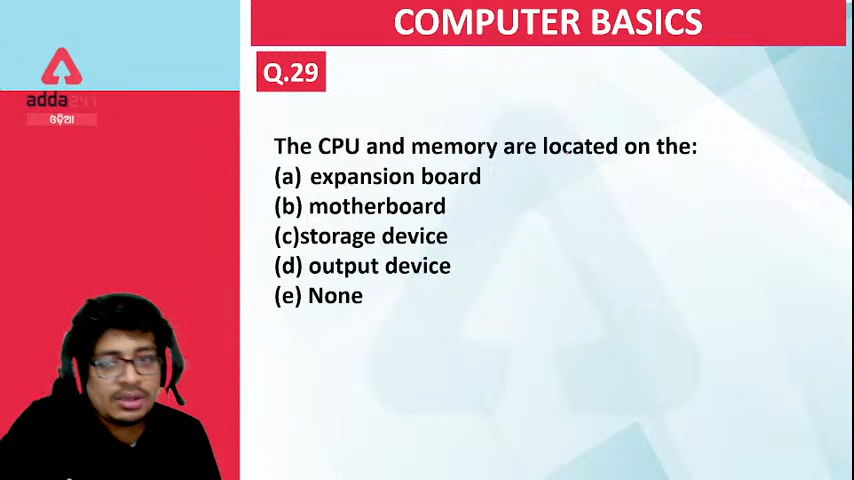 COMPUTER BASICS
Q.29
adda247
ଓଡ଼ିଆ
The CPU and memory are located on the:
(a) expansion board
(b) motherboard
(c)storage device
(d) output device
(e) None